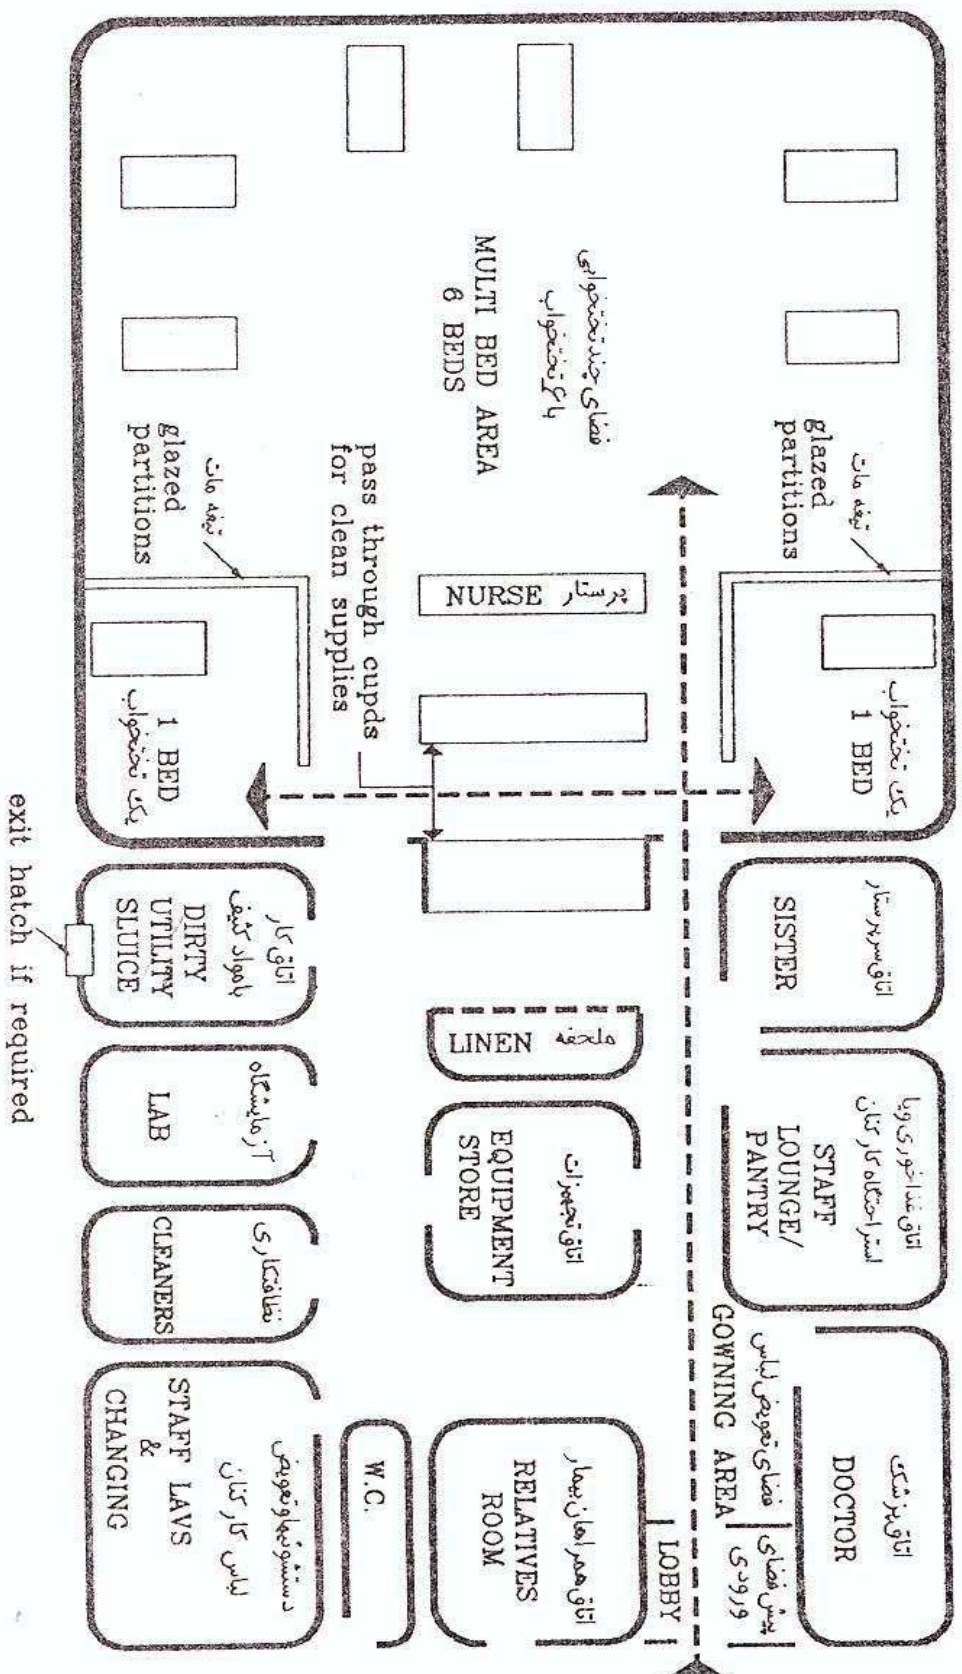 فضای چند تختخوابی
با ۶ تختخواب
MULTI BED AREA
6 BEDS
تیغه مات
glazed
partitions
تیغه مات
glazed
partitions
pass through cupds
for clean supplies
NURSE پرستار
یک تختخواب
1 BED
1 BED
یک تختخواب
اتاق سرپرستار
SISTER
اتاق کار
با مواد کثیف
DIRTY
UTILITY
SLUICE
exit hatch if required
LINEN ملحفه
اتاق غذاخوری و یا
استراحتگاه کارکنان
STAFF
LOUNGE/
PANTRY
آزمایشگاه
LAB
اتاق تجهیزات
EQUIPMENT
STORE
نظافتکاری
CLEANERS
فضای تعویض لباس
GOWNING AREA
اتاق پزشک
DOCTOR
پیش فضای
ورودی
LOBBY
اتاق همراهان بیمار
RELATIVES
ROOM
W.C.
دستشوئیها و تعویض
لباس کارکنان
STAFF LAVS
&
CHANGING